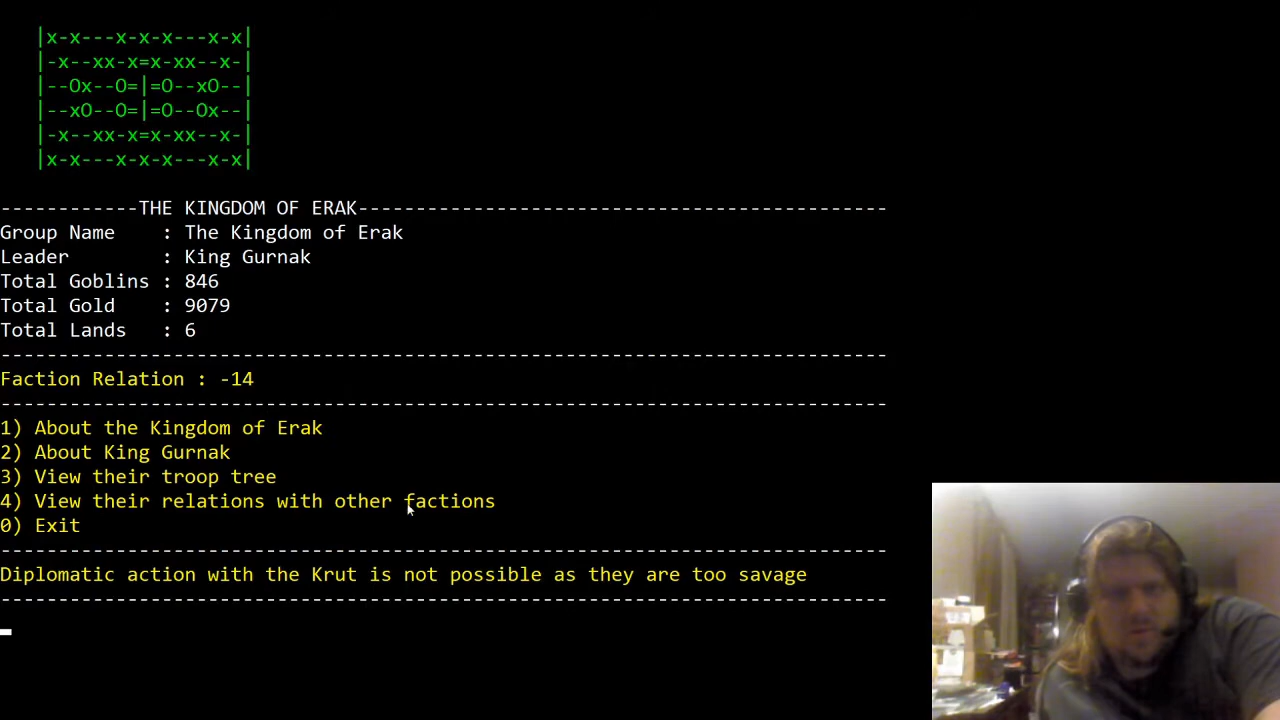 |x-x---x-x-x---x-x|
|-x--xx-x=x-xx--x-|
|--Ox--O=|=O--xO--|
|--xO--O=|=O--Ox--|
|-x--xx-x=x-xx--x-|
|x-x---x-x-x---x-x|
------------THE KINGDOM OF ERAK----------------------------------------------
Group Name    : The Kingdom of Erak
Leader        : King Gurnak
Total Goblins : 846
Total Gold    : 9079
Total Lands   : 6
-----------------------------------------------------------------------------
Faction Relation : -14
-----------------------------------------------------------------------------
1) About the Kingdom of Erak
2) About King Gurnak
3) View their troop tree
4) View their relations with other factions
0) Exit
-----------------------------------------------------------------------------
Diplomatic action with the Krut is not possible as they are too savage
-----------------------------------------------------------------------------